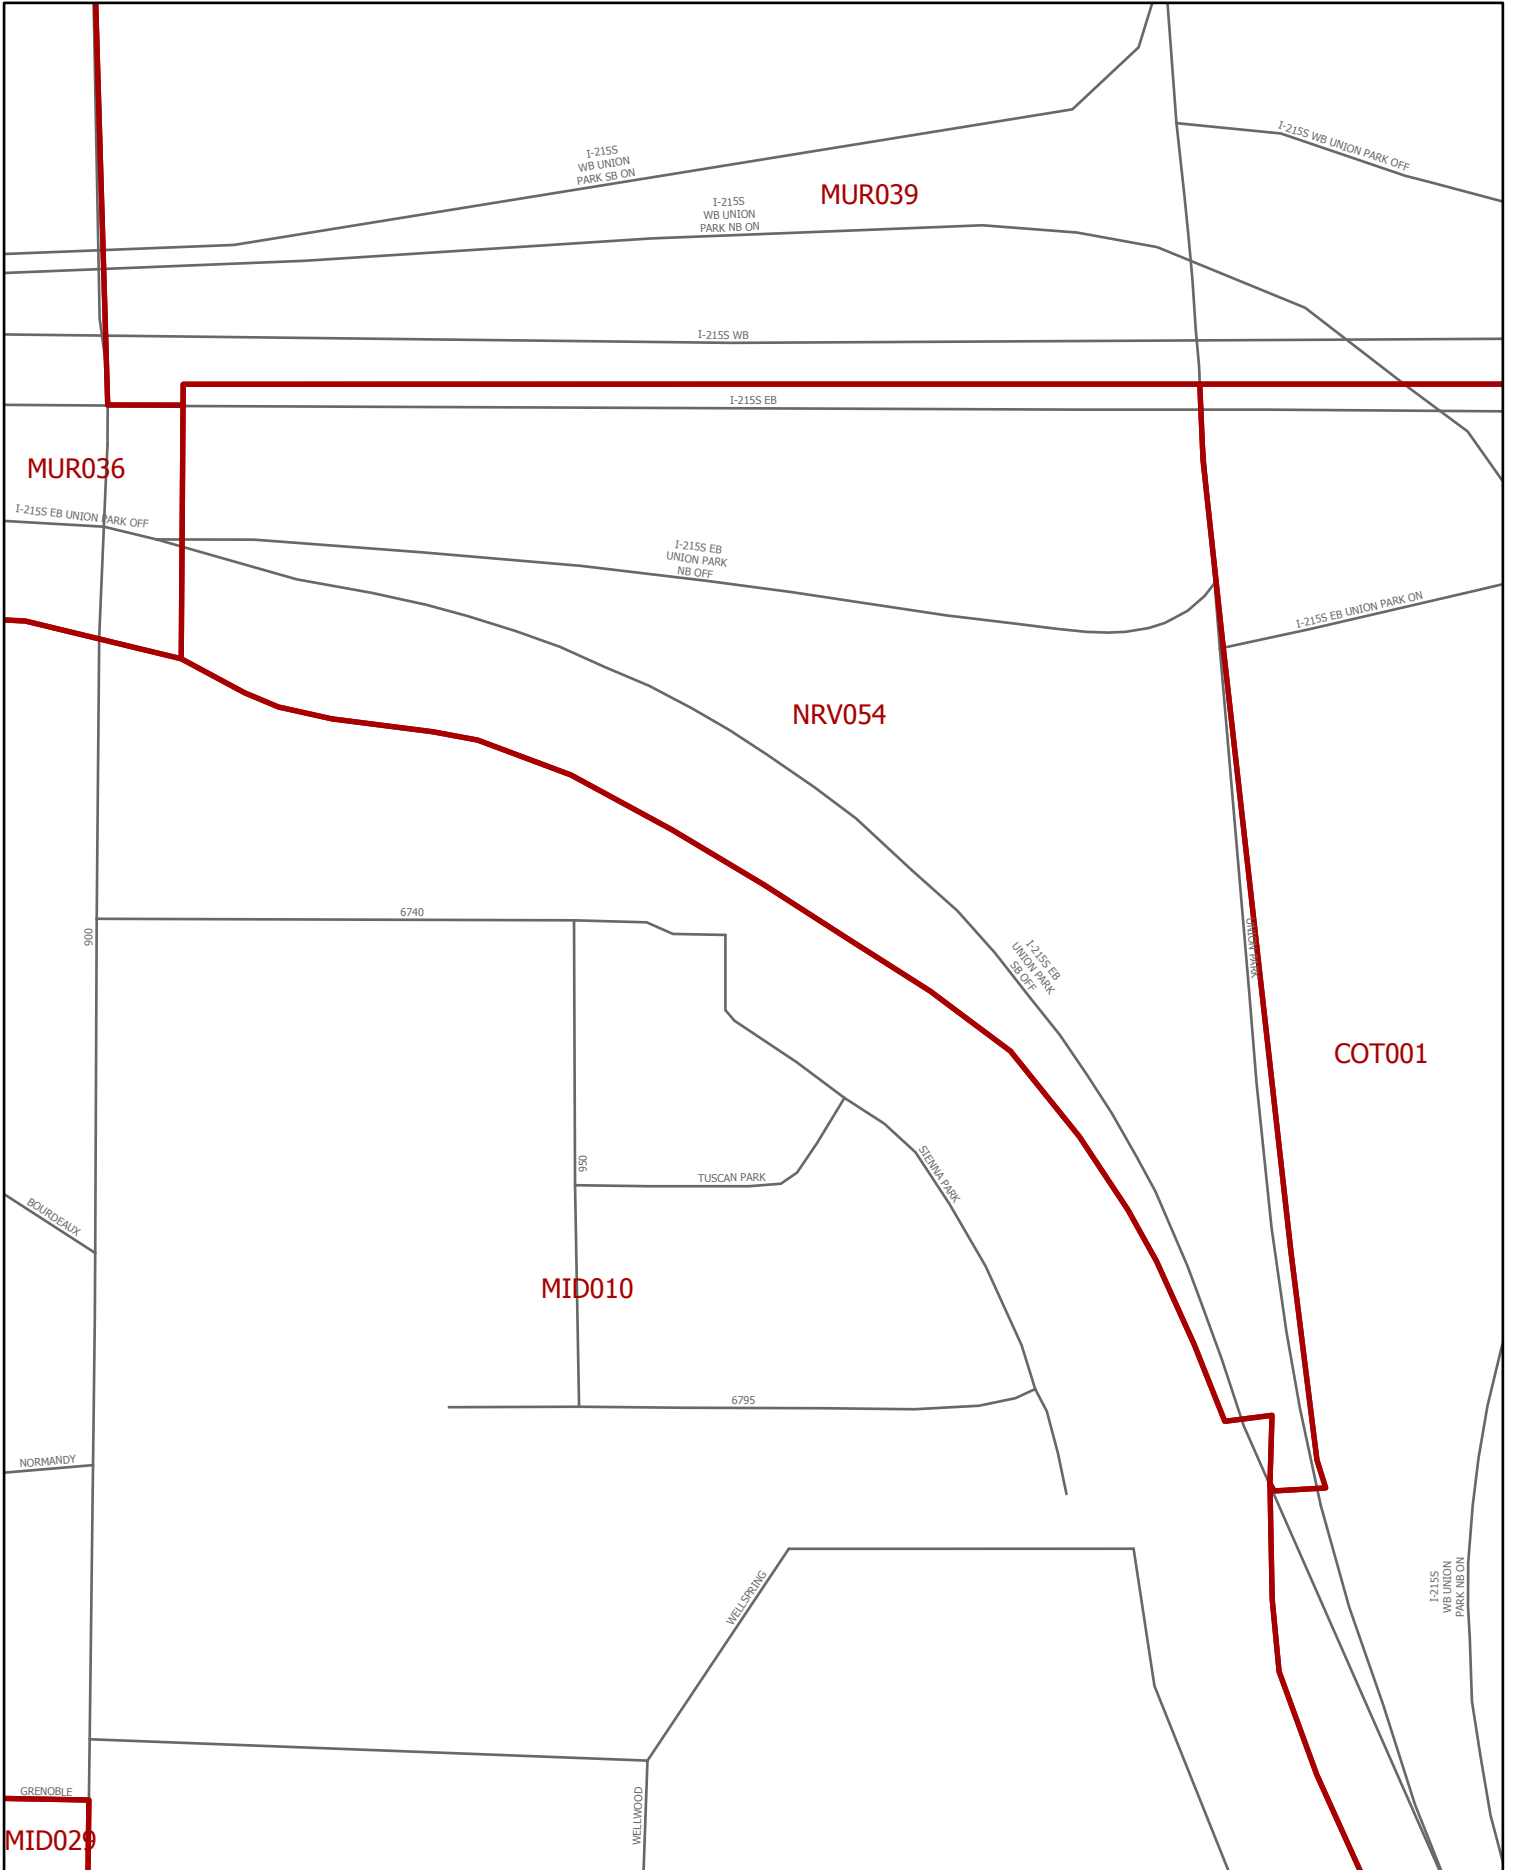 I-215S WB UNION PARK OFF
I-215S
WB UNION
PARK SB ON
MUR039
I-215S
WB UNION
PARK NB ON
I-215S WB
I-215S EB
MUR036
I-215S EB UNION PARK OFF
I-215S EB
UNION PARK
NB OFF
I-215S EB UNION PARK ON
NRV054
6740
900
UNION PARK
I-215S EB
UNION PARK
SB OFF
COT001
950
TUSCAN PARK
SIENNA PARK
BOURDEAUX
MID010
6795
NORMANDY
WELLSPRING
I-215S
WB UNION
PARK NB ON
GRENOBLE
WELLWOOD
MID029